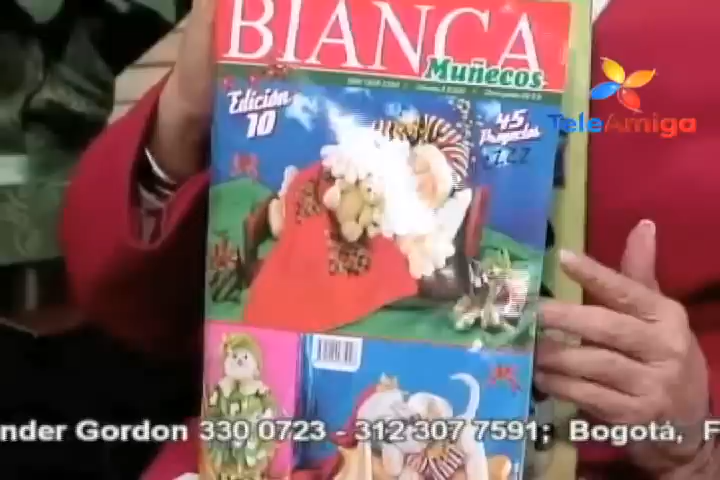 BIANCA
Muñecos
Edición
10
45
Proyectos
TeleAmiga
nder Gordon 330 0723 - 312 307 7591; Bogotá, F